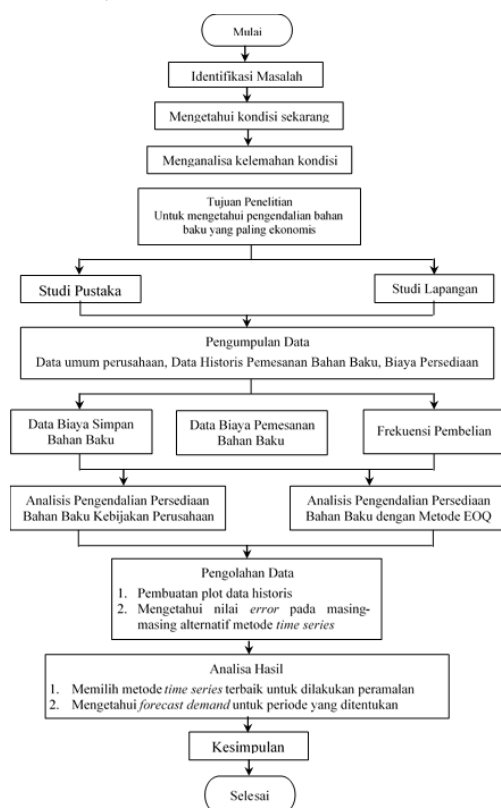 Mulai
Identifikasi Masalah
Mengetahui kondisi sekarang
Menganalisa kelemahan kondisi
Tujuan Penelitian
Untuk mengetahui pengendalian bahan
baku yang paling ekonomis
Studi Pustaka
Studi Lapangan
Pengumpulan Data
Data umum perusahaan, Data Historis Pemesanan Bahan Baku, Biaya Persediaan
Data Biaya Simpan
Bahan Baku
Data Biaya Pemesanan
Bahan Baku
Frekuensi Pembelian
Analisis Pengendalian Persediaan
Bahan Baku Kebijakan Perusahaan
Analisis Pengendalian Persediaan
Bahan Baku dengan Metode EOQ
Pengolahan Data
1. Pembuatan plot data historis
2. Mengetahui nilai error pada masing-
masing alternatif metode time series
Analisa Hasil
1. Memilih metode time series terbaik untuk dilakukan peramalan
2. Mengetahui forecast demand untuk periode yang ditentukan
Kesimpulan
Selesai